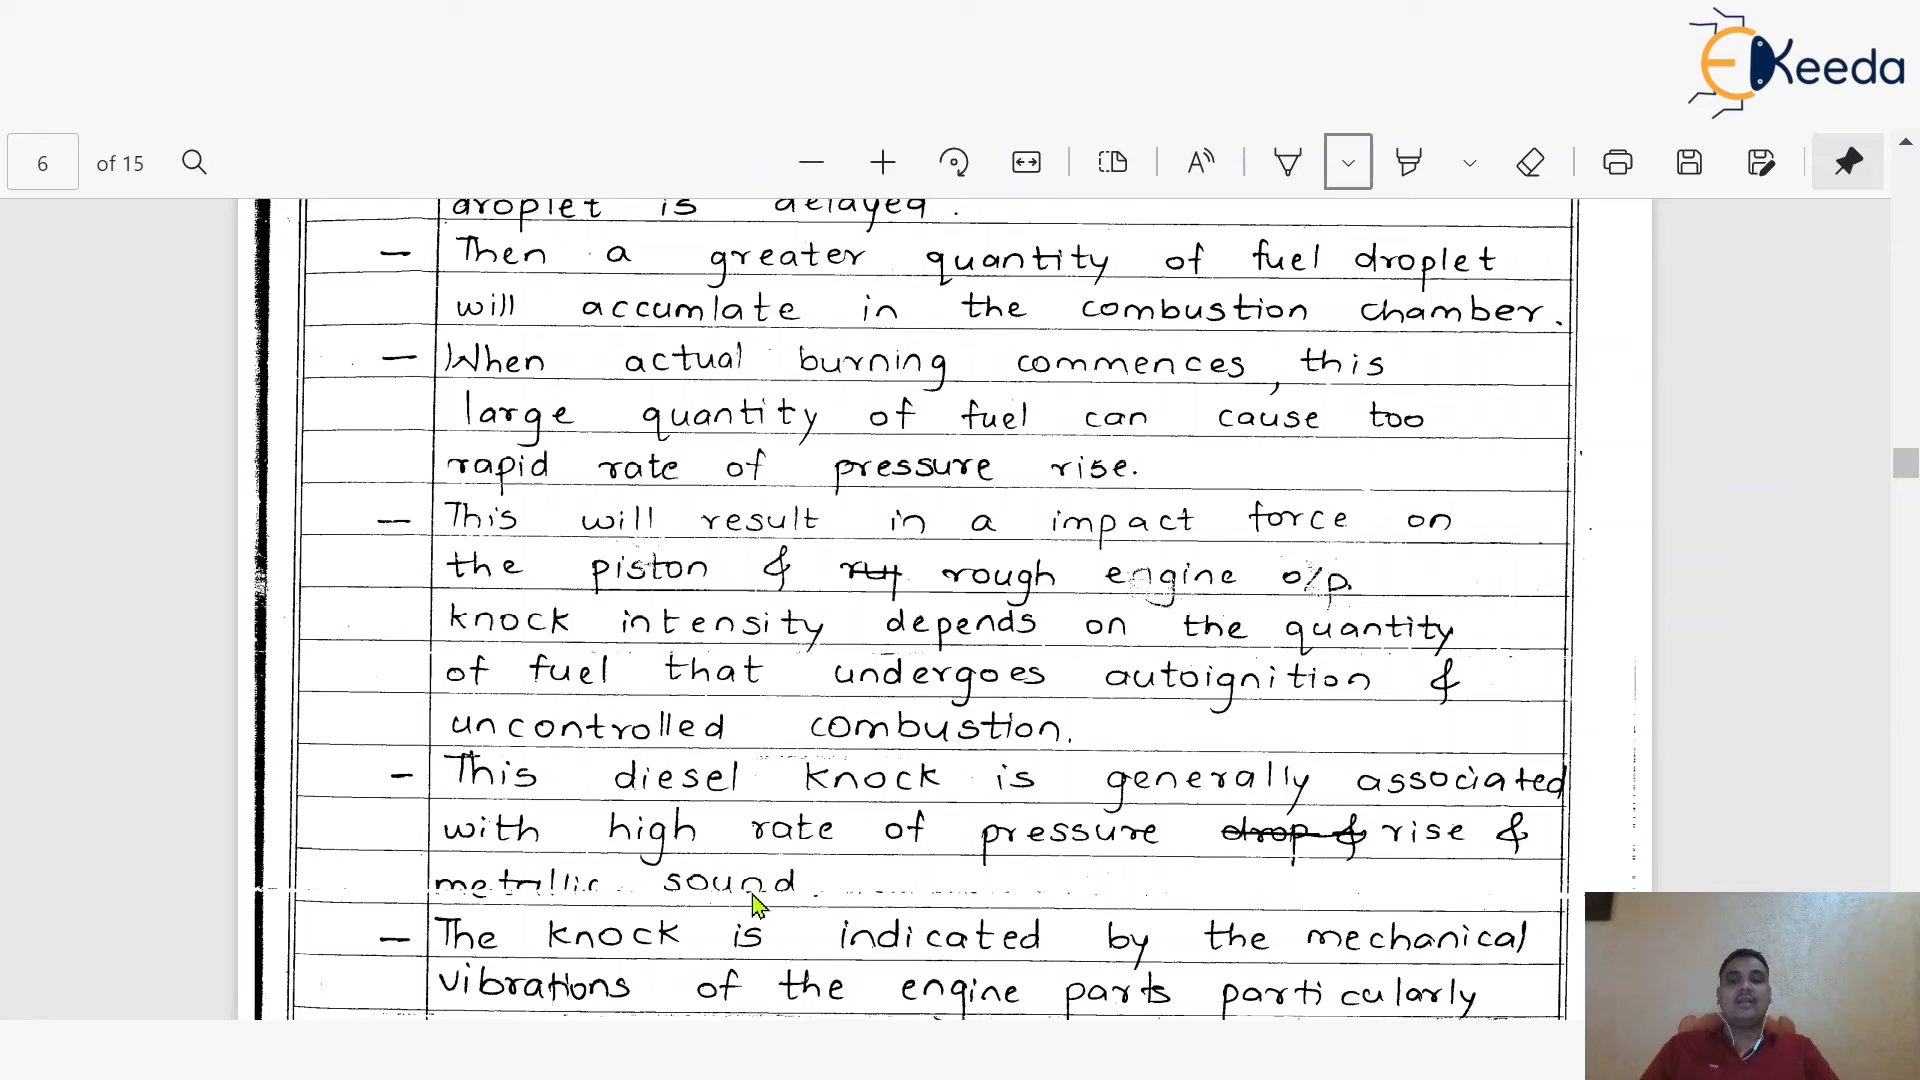 EKeeda
6 of 15
droplet is delayed.
- Then a greater quantity of fuel droplet
will accumlate in the combustion chamber.
- When actual burning commences, this
large quantity of fuel can cause too
rapid rate of pressure rise.
- This will result in a impact force on
the piston & rough engine o/p.
knock intensity depends on the quantity
of fuel that undergoes autoignition &
uncontrolled combustion.
- This diesel knock is generally associated
with high rate of pressure drop & rise &
metallic sound.
- The knock is indicated by the mechanical
vibrations of the engine parts particularly